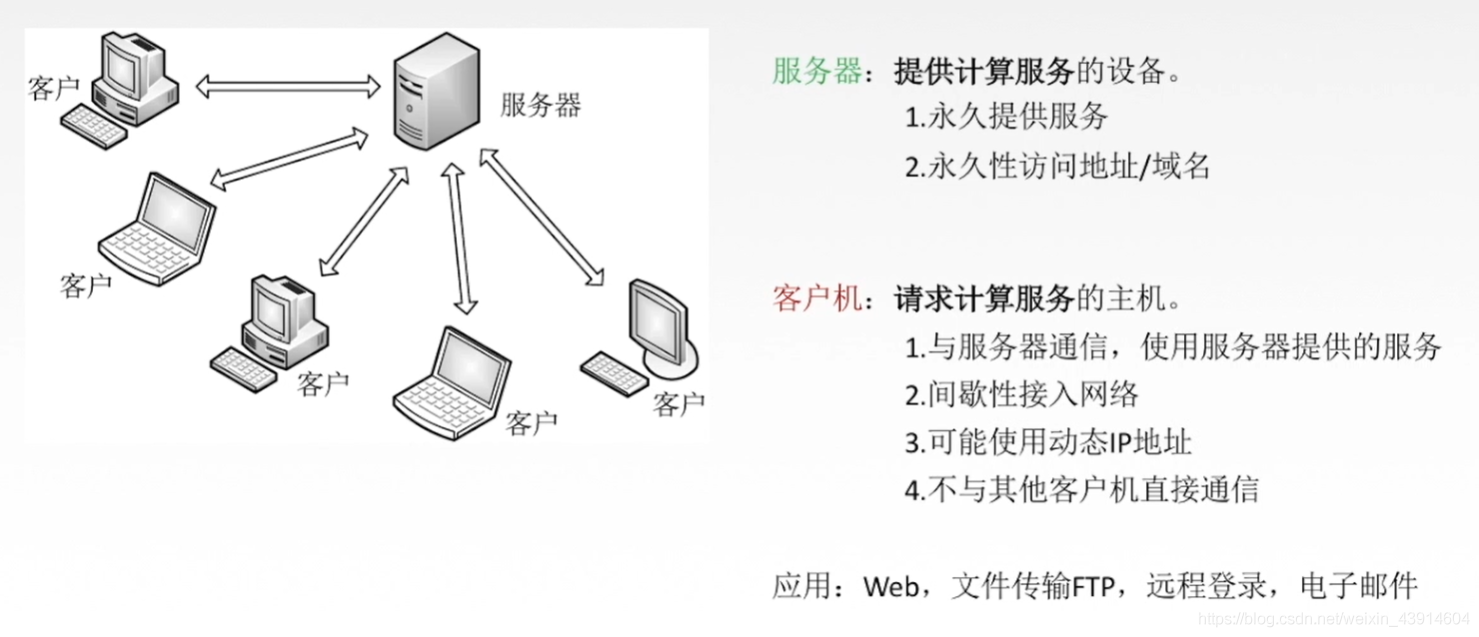 客户
服务器
客户
客户
客户
客户
服务器：提供计算服务的设备。
1.永久提供服务
2.永久性访问地址/域名
客户机：请求计算服务的主机。
1.与服务器通信，使用服务器提供的服务
2.间歇性接入网络
3.可能使用动态IP地址
4.不与其他客户机直接通信
应用：Web，文件传输FTP，远程登录，电子邮件
https://blog.csdn.net/weixin_43914604